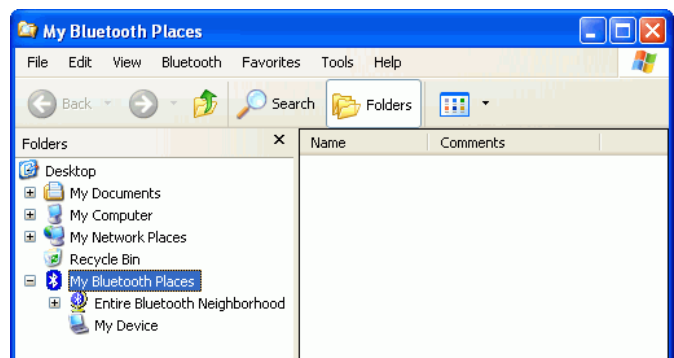 My Bluetooth Places
File Edit View Bluetooth Favorites Tools Help
Back Search Folders
Folders
Name Comments
Desktop
My Documents
My Computer
My Network Places
Recycle Bin
My Bluetooth Places
Entire Bluetooth Neighborhood
My Device